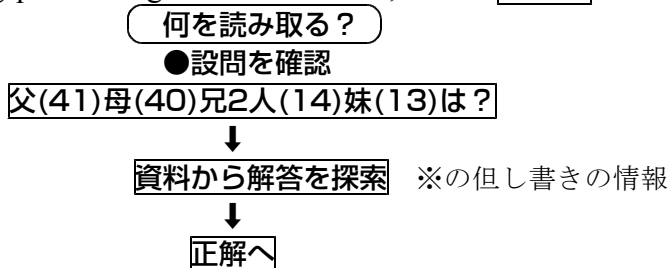 何を読み取る？
●設問を確認
父(41)母(40)兄2人(14)妹(13)は？
⬇
資料から解答を探索　※の但し書きの情報
⬇
正解へ